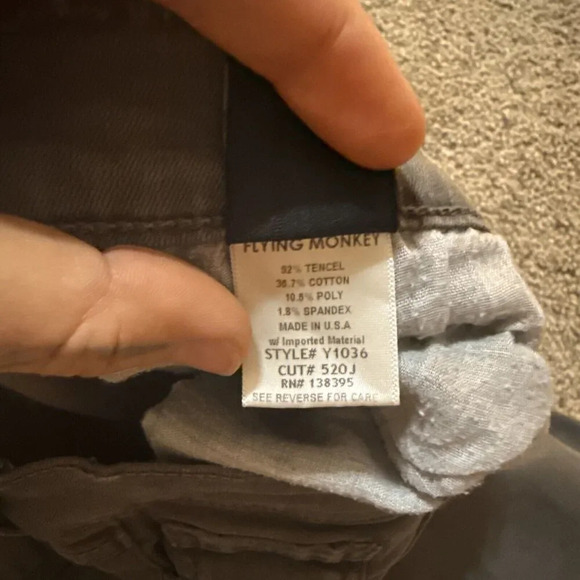 FLYING MONKEY
92% TENCEL
36.7% COTTON
10.5% POLY
1.8% SPANDEX
MADE IN U.S.A
w/ Imported Material
STYLE# Y1036
CUT# 520J
RN# 138395
SEE REVERSE FOR CARE